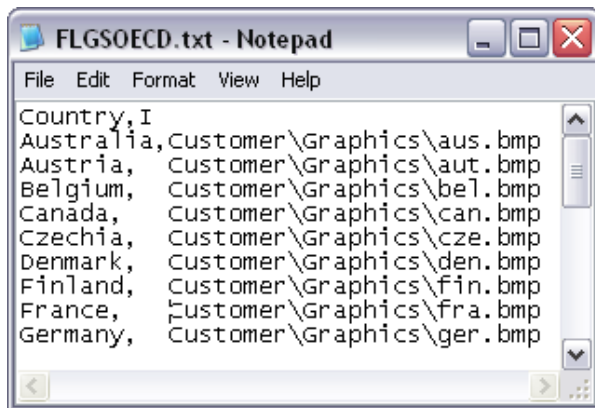 FLGSOECD.txt - Notepad
File Edit Format View Help
Country,I
Australia,Customer\Graphics\aus.bmp
Austria,  Customer\Graphics\aut.bmp
Belgium,  Customer\Graphics\bel.bmp
Canada,   Customer\Graphics\can.bmp
Czechia,  Customer\Graphics\cze.bmp
Denmark,  Customer\Graphics\den.bmp
Finland,  Customer\Graphics\fin.bmp
France,   Customer\Graphics\fra.bmp
Germany,  Customer\Graphics\ger.bmp